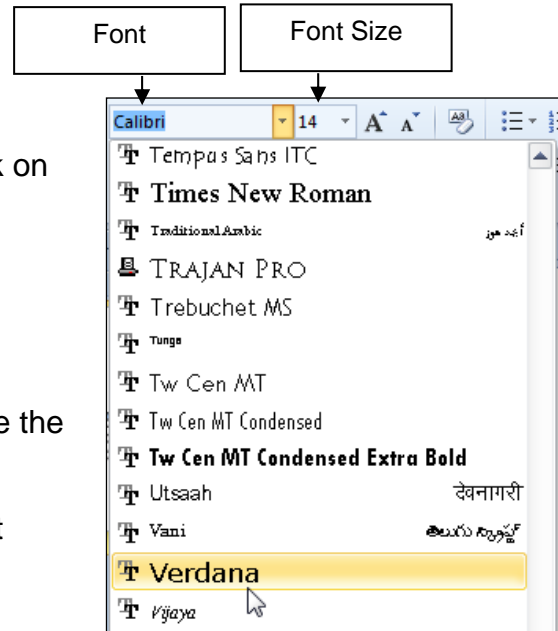 Font
Font Size
Calibri 14
k on
Tempus Sans ITC
Times New Roman
Traditional Arabic أبجد هوز
TRAJAN PRO
Trebuchet MS
Tunga
Tw Cen MT
e the
Tw Cen MT Condensed
Tw Cen MT Condensed Extra Bold
Utsaah देवनागरी
t
Vani
Verdana
Vijaya